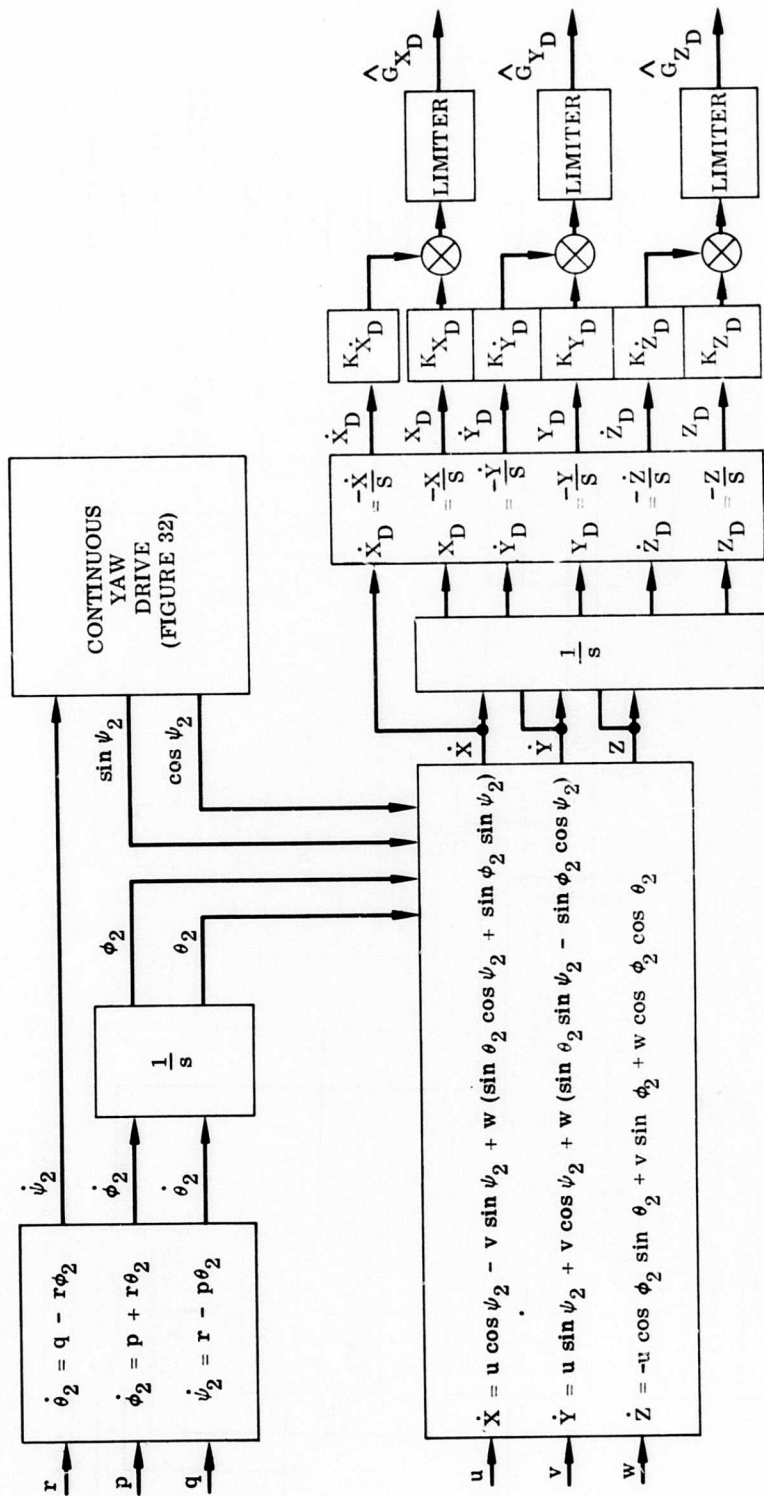 r
p
q
θ̇₂ = q - rϕ₂
ϕ̇₂ = p + rθ₂
ψ̇₂ = r - pθ₂
ψ̇₂
ϕ̇₂
θ̇₂
1/s
ϕ₂
θ₂
CONTINUOUS
YAW
DRIVE
(FIGURE 32)
sin ψ₂
cos ψ₂
u
v
w
Ẋ = u cos ψ₂ - v sin ψ₂ + w (sin θ₂ cos ψ₂ + sin ϕ₂ sin ψ₂)
Ẏ = u sin ψ₂ + v cos ψ₂ + w (sin θ₂ sin ψ₂ - sin ϕ₂ cos ψ₂)
Ż = -u cos ϕ₂ sin θ₂ + v sin ϕ₂ + w cos ϕ₂ cos θ₂
Ẋ
Ẏ
Ż
1/s
Ẋ_D = -Ẋ/S
X_D = -X/S
Ẏ_D = -Ẏ/S
Y_D = -Y/S
Ż_D = -Ż/S
Z_D = -Z/S
Ẋ_D
X_D
Ẏ_D
Y_D
Ż_D
Z_D
K_Ẋ_D
K_X_D
K_Ẏ_D
K_Y_D
K_Ż_D
K_Z_D
LIMITER
LIMITER
LIMITER
Ĝ_X_D
Ĝ_Y_D
Ĝ_Z_D